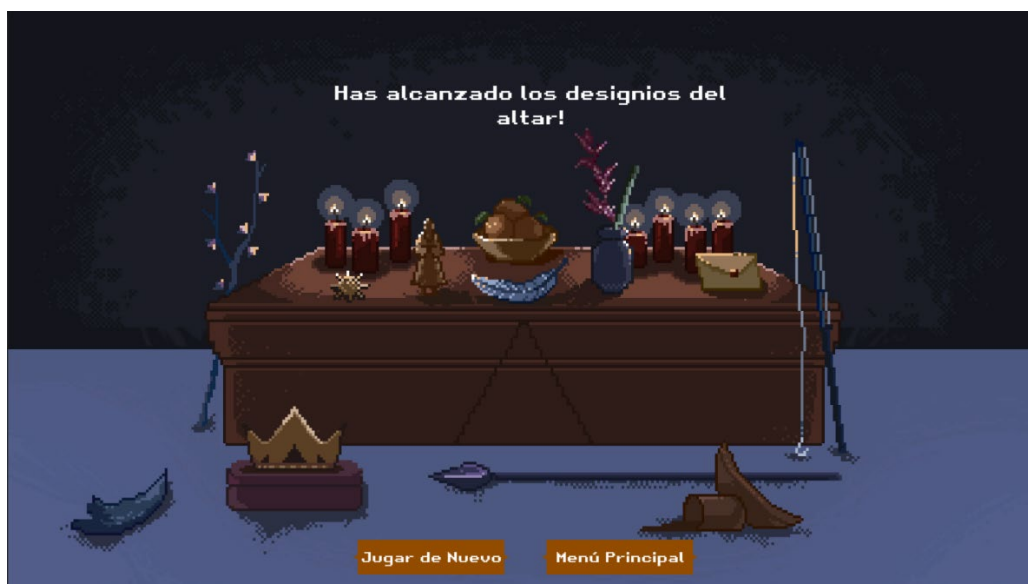 Has alcanzado los designios del
altar!
Jugar de Nuevo
Menú Principal